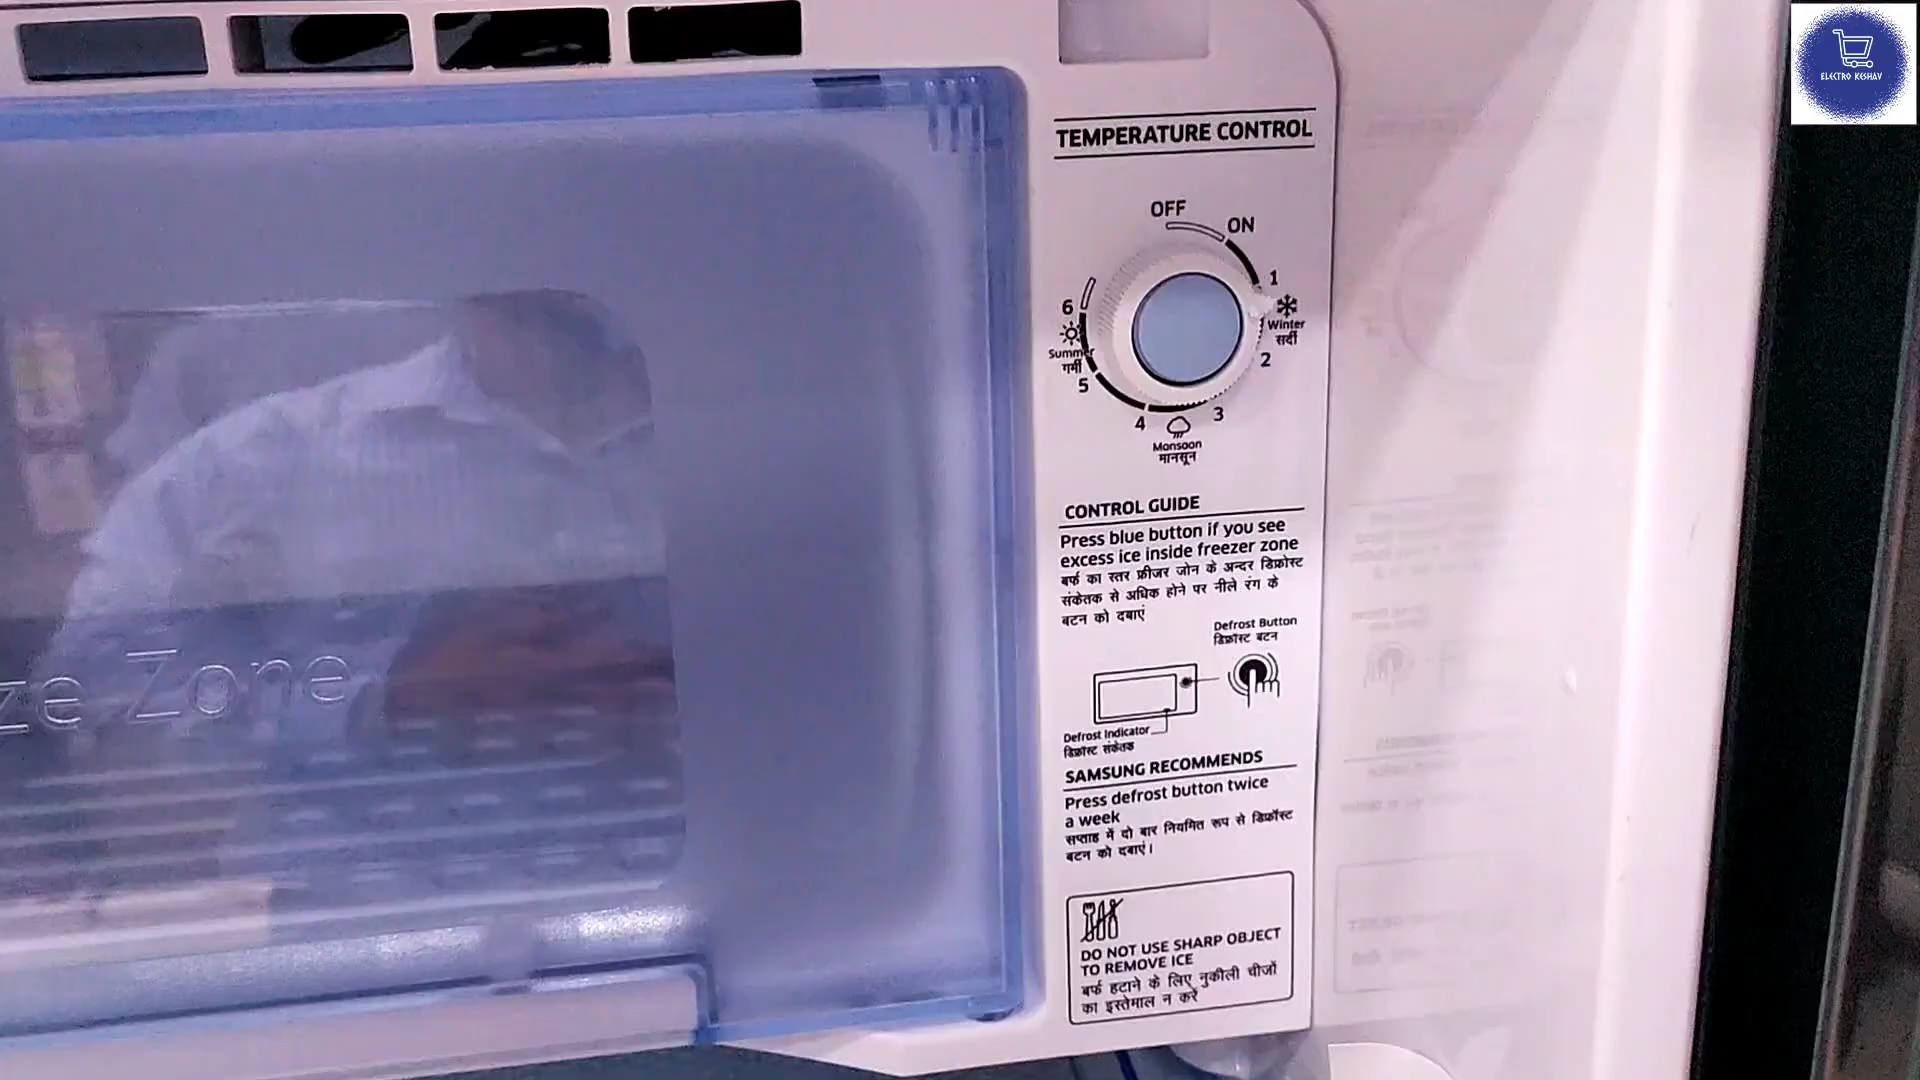 ELECTRO KESHAV
TEMPERATURE CONTROL
OFF
ON
1
Winter
सर्दी
2
3
4
Monsoon
मानसून
5
6
Summer
गर्मी
CONTROL GUIDE
Press blue button if you see
excess ice inside freezer zone
बर्फ का स्तर फ्रीजर जोन के अन्दर डिफ्रोस्ट
संकेतक से अधिक होने पर नीले रंग के
बटन को दबाएं
Defrost Button
डिफ्रॉस्ट बटन
Defrost Indicator
डिफ्रॉस्ट संकेतक
SAMSUNG RECOMMENDS
Press defrost button twice
a week
सप्ताह में दो बार नियमित रूप से डिफ्रॉस्ट
बटन को दबाएं।
DO NOT USE SHARP OBJECT
TO REMOVE ICE
बर्फ हटाने के लिए नुकीली चीजों
का इस्तेमाल न करें
ze Zone